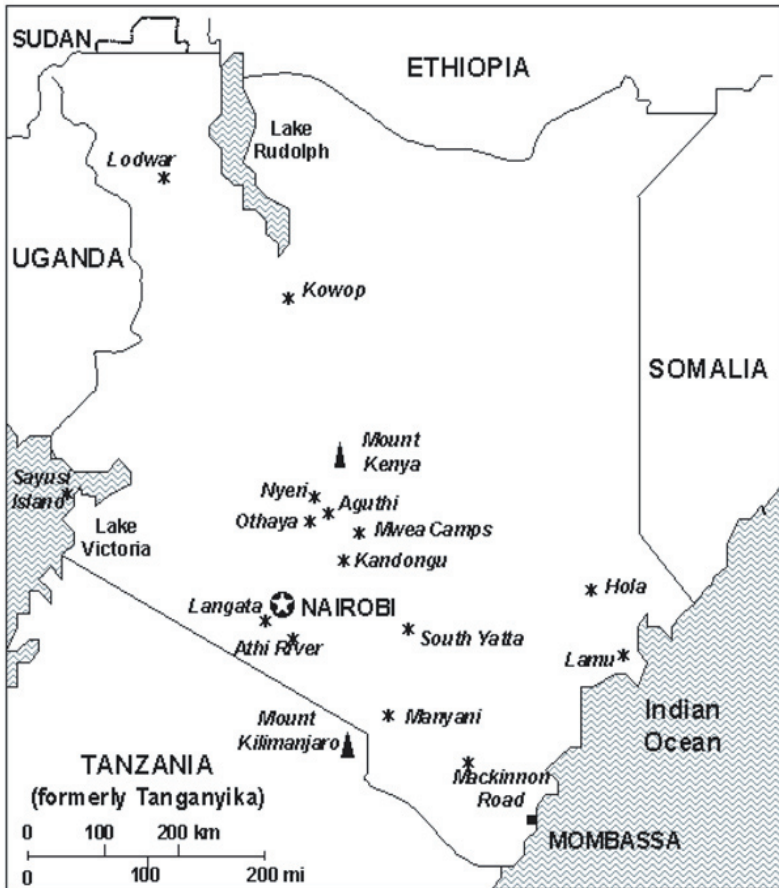 SUDAN
ETHIOPIA
Lake
Rudolph
Lodwar
UGANDA
Kowop
SOMALIA
Mount
Kenya
Sayusi
Island
Nyeri
Aguthi
Othaya
Mwea Camps
Lake
Victoria
Kandongu
Hola
Langata
NAIROBI
Athi River
South Yatta
Lamu
Manyani
Indian
Ocean
Mount
Kilimanjaro
TANZANIA
(formerly Tanganyika)
Mackinnon
Road
MOMBASSA
0 100 200 km
0 100 200 mi